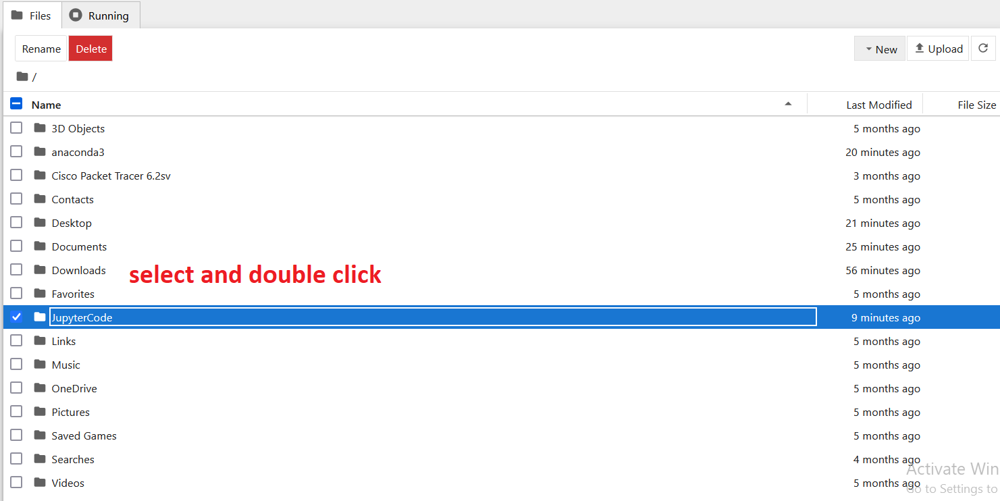 Files Running
Rename Delete New Upload
/
Name Last Modified File Size
3D Objects 5 months ago
anaconda3 20 minutes ago
Cisco Packet Tracer 6.2sv 3 months ago
Contacts 5 months ago
Desktop 21 minutes ago
Documents 25 minutes ago
Downloads 56 minutes ago
select and double click
Favorites 5 months ago
JupyterCode 9 minutes ago
Links 5 months ago
Music 5 months ago
OneDrive 5 months ago
Pictures 5 months ago
Saved Games 5 months ago
Searches 4 months ago
Activate Win
Videos 5 months ago
Go to Settings to